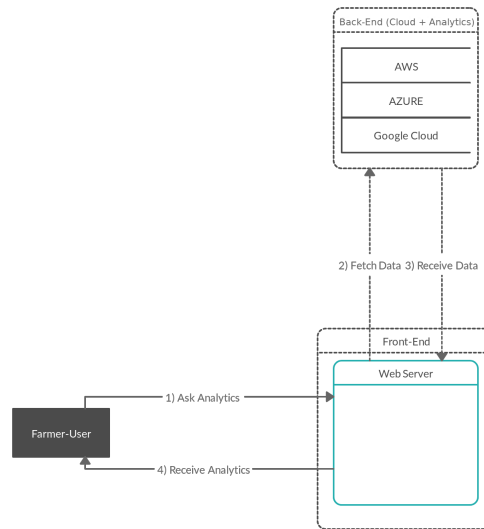 Back-End (Cloud + Analytics)
AWS
AZURE
Google Cloud
2) Fetch Data 3) Receive Data
Front-End
Web Server
1) Ask Analytics
Farmer-User
4) Receive Analytics